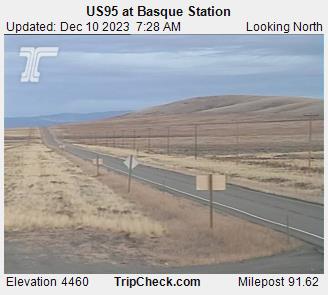 US95 at Basque Station
Updated: Dec 10 2023 7:28 AM Looking North
Elevation 4460 TripCheck.com Milepost 91.62